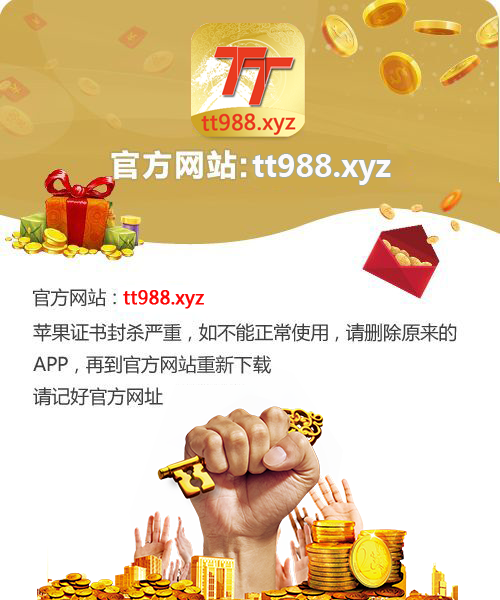 TT
tt988.xyz
官方网站:tt988.xyz
官方网站：tt988.xyz
苹果证书封杀严重，如不能正常使用，请删除原来的
APP，再到官方网站重新下载
请记好官方网址